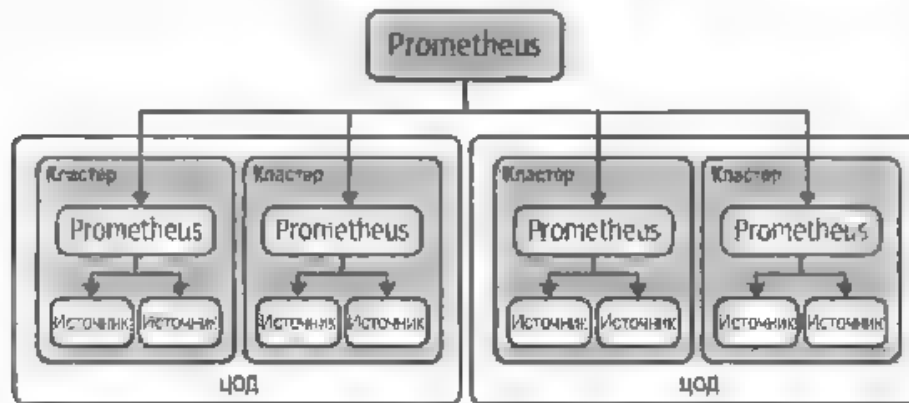 Prometheus
Кластер Кластер Кластер Кластер
Prometheus Prometheus Prometheus Prometheus
Источник Источник Источник Источник Источник Источник Источник Источник
ЦОД ЦОД